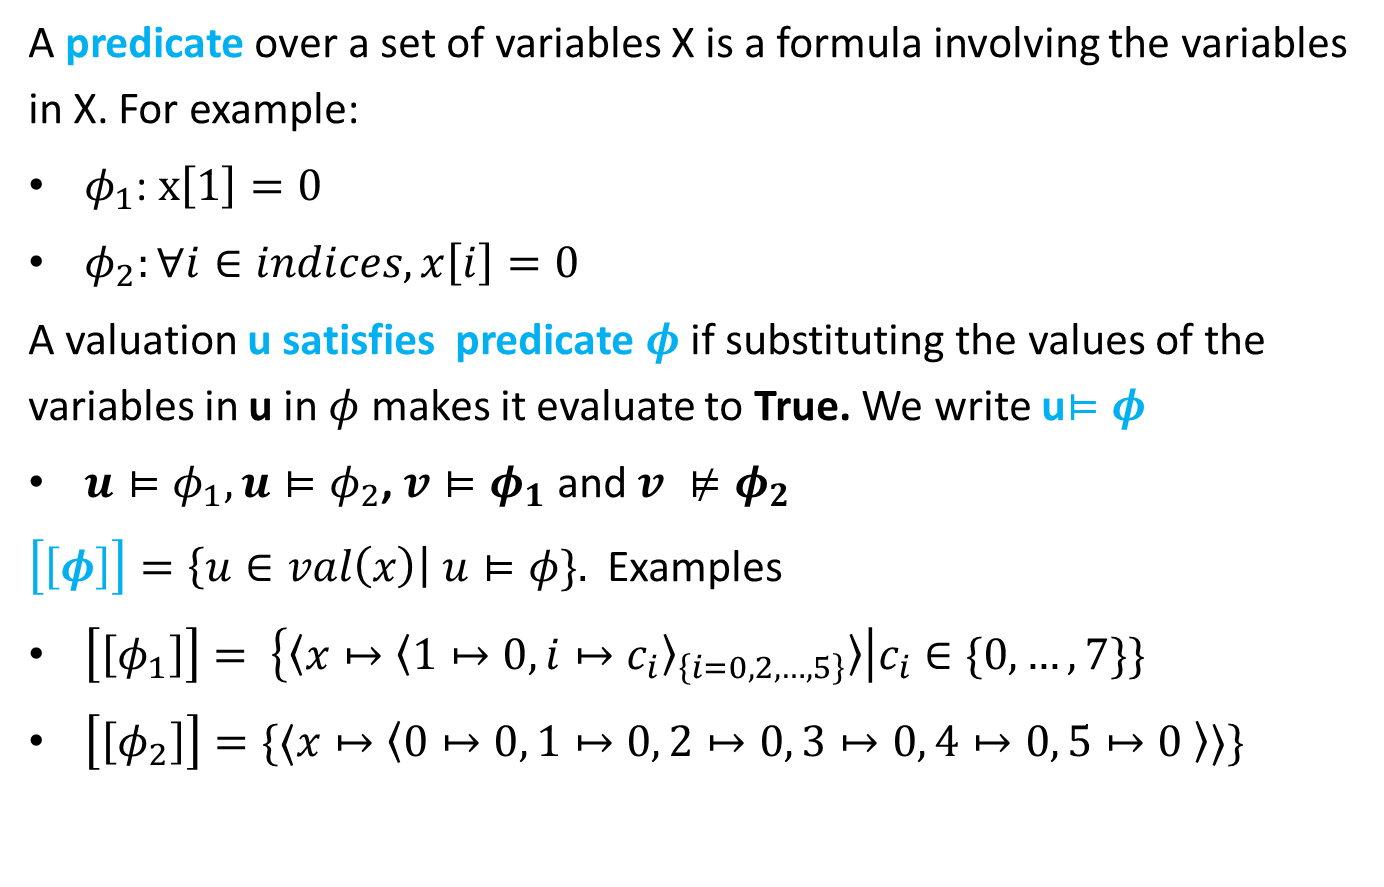 A predicate over a set of variables X is a formula involving the variables
in X. For example:
• ϕ₁: x[1] = 0
• ϕ₂: ∀i ∈ indices, x[i] = 0
A valuation u satisfies predicate ϕ if substituting the values of the
variables in u in ϕ makes it evaluate to True. We write u⊨ ϕ
• u ⊨ ϕ₁, u ⊨ ϕ₂, v ⊨ ϕ₁ and v ⊭ ϕ₂
[[ϕ]] = {u ∈ val(x)| u ⊨ ϕ}. Examples
• [[ϕ₁]] = {⟨x ↦ ⟨1 ↦ 0, i ↦ cᵢ⟩_{i=0,2,…,5}⟩|cᵢ ∈ {0, … , 7}}
• [[ϕ₂]] = {⟨x ↦ ⟨0 ↦ 0, 1 ↦ 0, 2 ↦ 0, 3 ↦ 0, 4 ↦ 0, 5 ↦ 0 ⟩⟩}